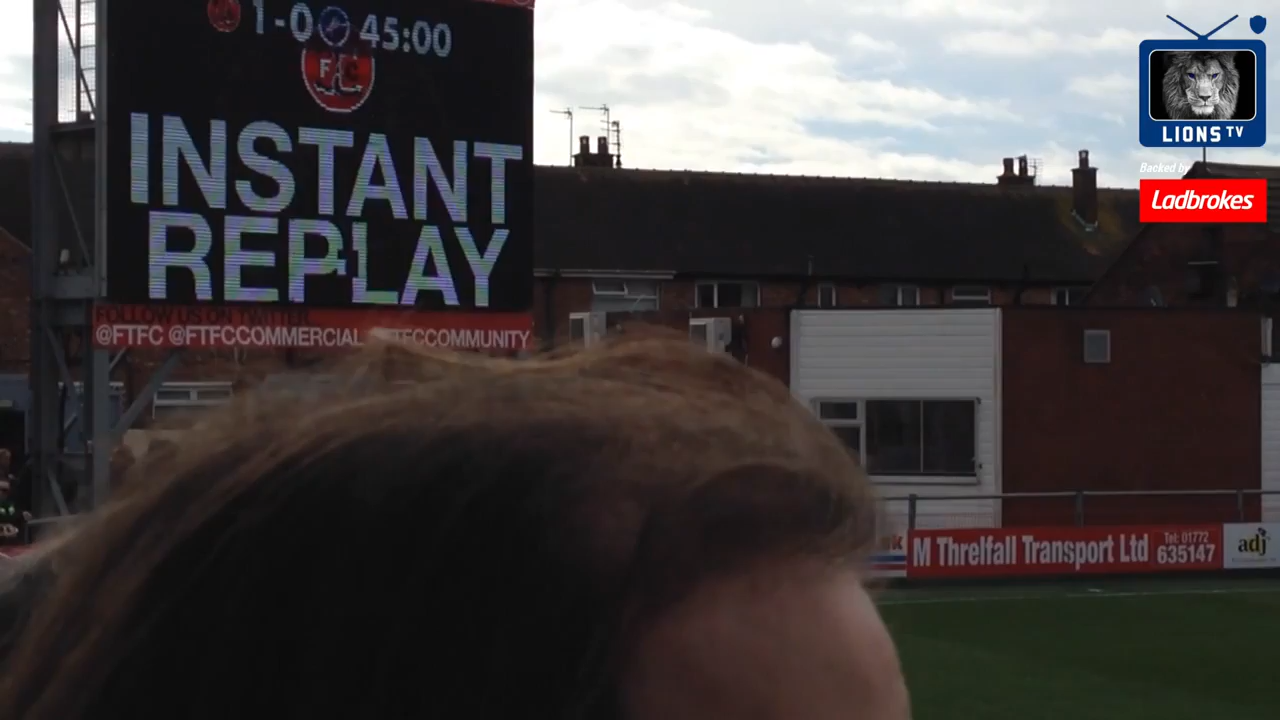 1-0 45:00
FC
INSTANT
REPLAY
FOLLOW US ON TWITTER
@FTFC @FTFCCOMMERCIAL FTFCCOMMUNITY
LIONS TV
Backed by
Ladbrokes
M Threlfall Transport Ltd Tel: 01772
635147
adj